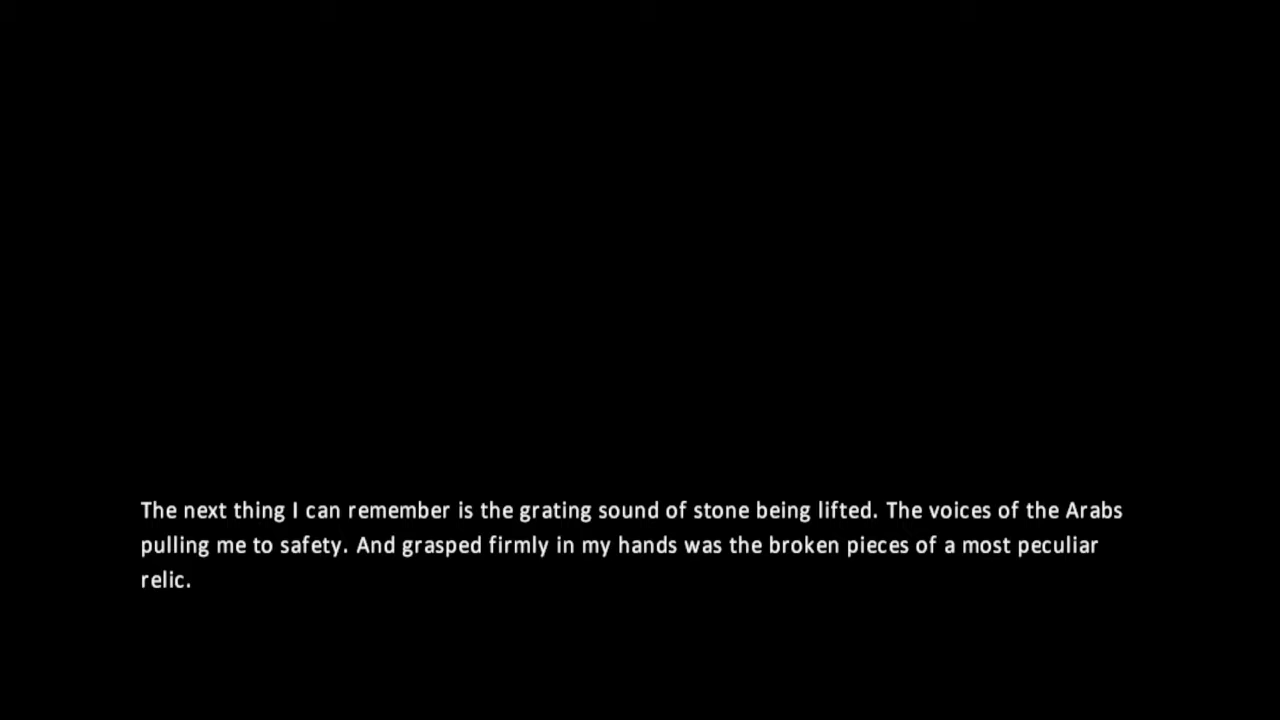 The next thing I can remember is the grating sound of stone being lifted. The voices of the Arabs
pulling me to safety. And grasped firmly in my hands was the broken pieces of a most peculiar
relic.